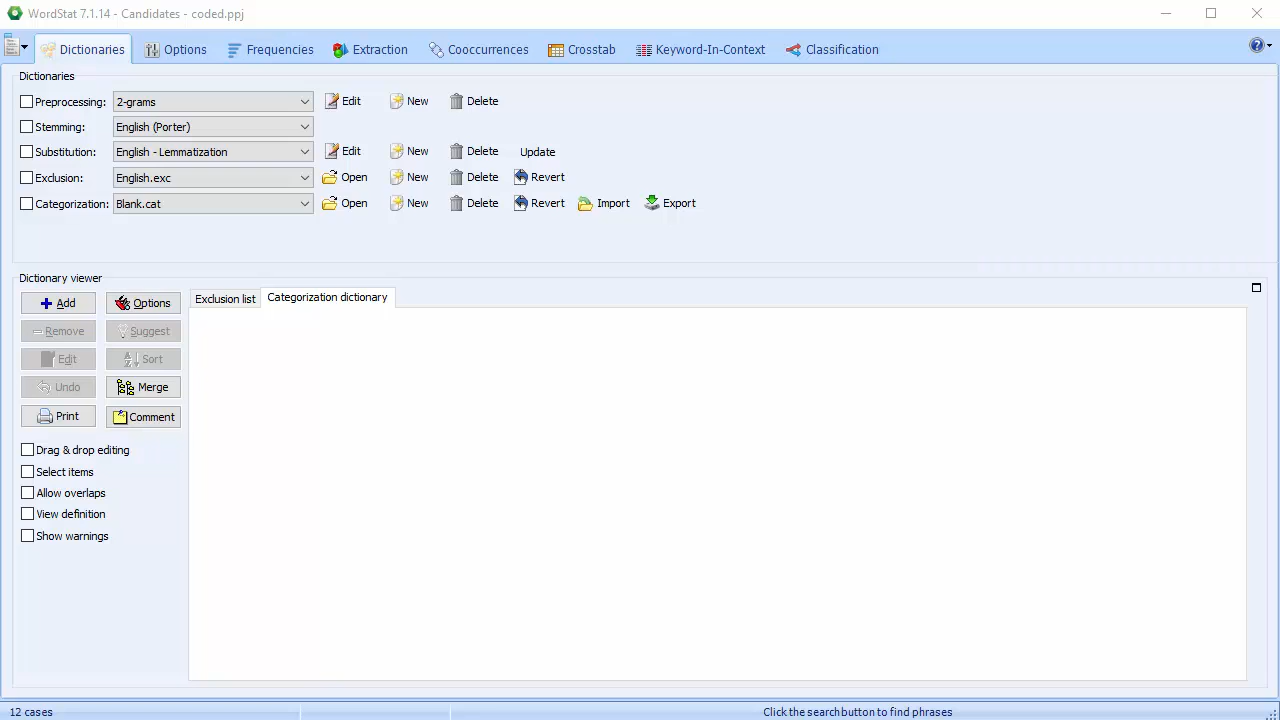 WordStat 7.1.14 - Candidates - coded.ppj
Dictionaries Options Frequencies Extraction Cooccurrences Crosstab Keyword-In-Context Classification
Dictionaries
Preprocessing: 2-grams Edit New Delete
Stemming: English (Porter)
Substitution: English - Lemmatization Edit New Delete Update
Exclusion: English.exc Open New Delete Revert
Categorization: Blank.cat Open New Delete Revert Import Export
Dictionary viewer
Add Options Exclusion list Categorization dictionary
Remove Suggest
Edit Sort
Undo Merge
Print Comment
Drag & drop editing
Select items
Allow overlaps
View definition
Show warnings
12 cases Click the search button to find phrases